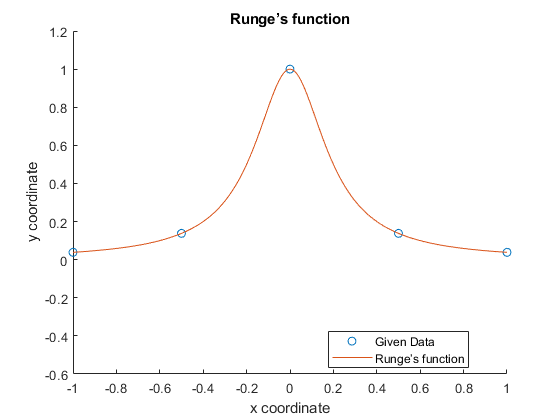 Runge's function
1.2
1
0.8
0.6
0.4
0.2
0
-0.2
-0.4
-0.6
y coordinate
-1 -0.8 -0.6 -0.4 -0.2 0 0.2 0.4 0.6 0.8 1
x coordinate
Given Data
Runge's function